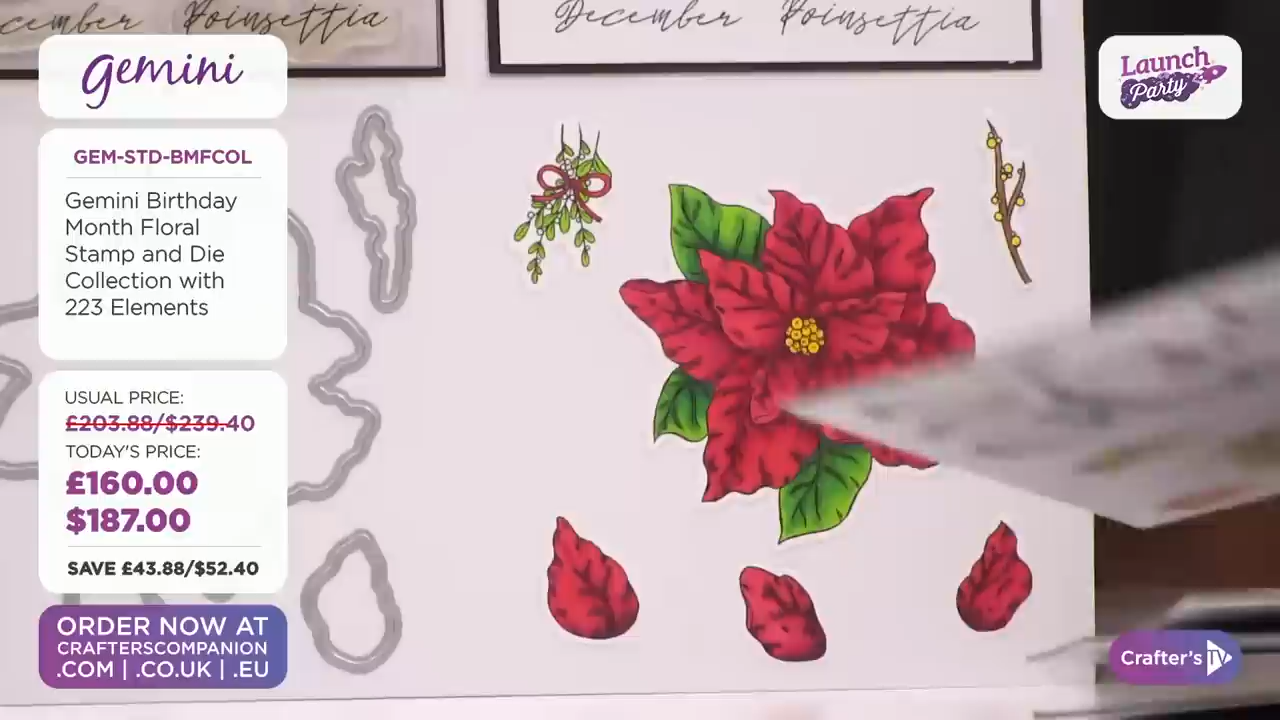 cember Poinsettia
December Poinsettia
gemini
Launch
Party
GEM-STD-BMFCOL
Gemini Birthday
Month Floral
Stamp and Die
Collection with
223 Elements
USUAL PRICE:
£203.88/$239.40
TODAY'S PRICE:
£160.00
$187.00
SAVE £43.88/$52.40
ORDER NOW AT
CRAFTERSCOMPANION
.COM | .CO.UK | .EU
Crafter's TV